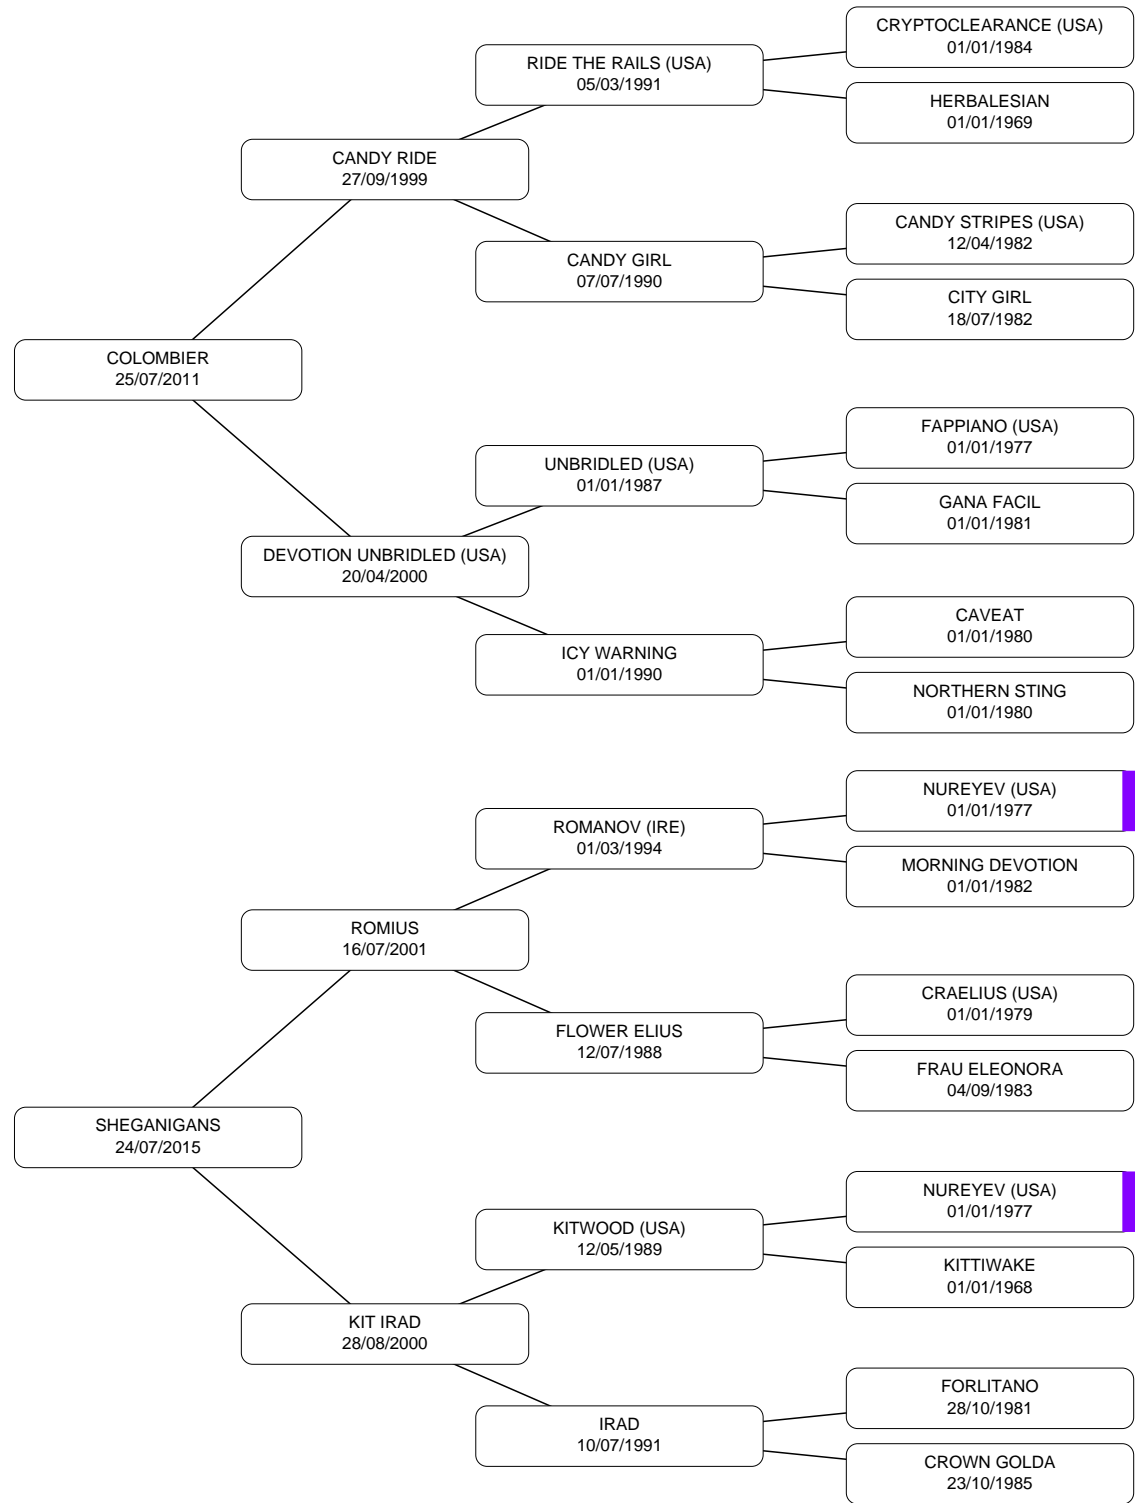 CRYPTOCLEARANCE (USA)
01/01/1984
RIDE THE RAILS (USA)
05/03/1991
HERBALESIAN
01/01/1969
CANDY RIDE
27/09/1999
CANDY STRIPES (USA)
12/04/1982
CANDY GIRL
07/07/1990
CITY GIRL
18/07/1982
COLOMBIER
25/07/2011
FAPPIANO (USA)
01/01/1977
UNBRIDLED (USA)
01/01/1987
GANA FACIL
01/01/1981
DEVOTION UNBRIDLED (USA)
20/04/2000
CAVEAT
01/01/1980
ICY WARNING
01/01/1990
NORTHERN STING
01/01/1980
NUREYEV (USA)
01/01/1977
ROMANOV (IRE)
01/03/1994
MORNING DEVOTION
01/01/1982
ROMIUS
16/07/2001
CRAELIUS (USA)
01/01/1979
FLOWER ELIUS
12/07/1988
FRAU ELEONORA
04/09/1983
SHEGANIGANS
24/07/2015
NUREYEV (USA)
01/01/1977
KITWOOD (USA)
12/05/1989
KITTIWAKE
01/01/1968
KIT IRAD
28/08/2000
FORLITANO
28/10/1981
IRAD
10/07/1991
CROWN GOLDA
23/10/1985